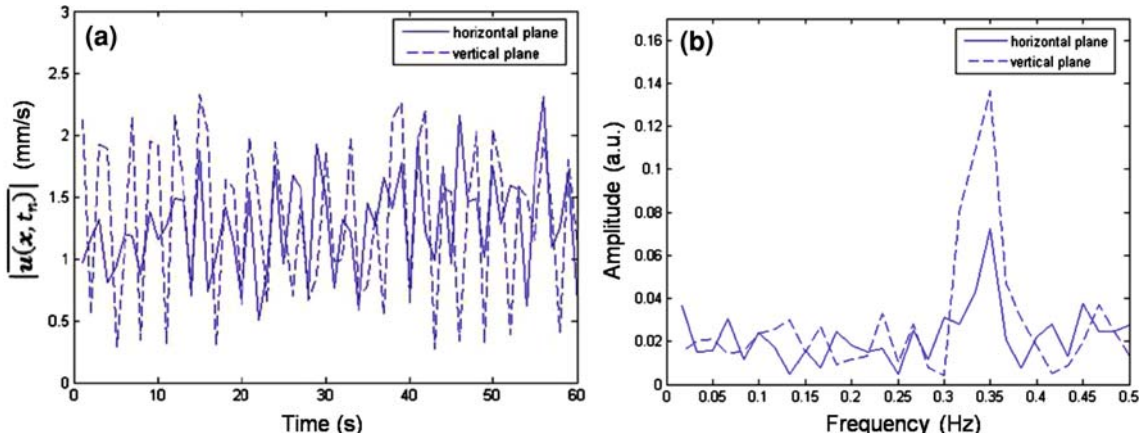 (a)
horizontal plane
vertical plane
|u(x, tₙ)| (mm/s)
3
2.5
2
1.5
1
0.5
0
0 10 20 30 40 50 60
Time (s)
(b)
horizontal plane
vertical plane
Amplitude (a.u.)
0.16
0.14
0.12
0.1
0.08
0.06
0.04
0.02
0
0 0.05 0.1 0.15 0.2 0.25 0.3 0.35 0.4 0.45 0.5
Frequency (Hz)